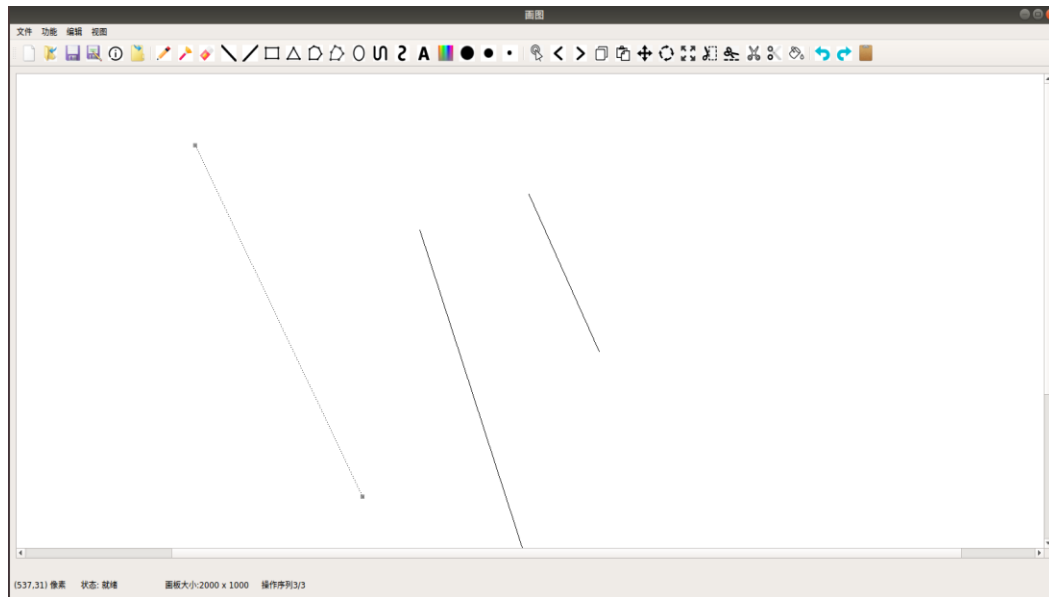 画图
文件 功能 编辑 视图
A
(537,31) 像素 状态: 就绪 画板大小:2000 x 1000 操作序列3/3